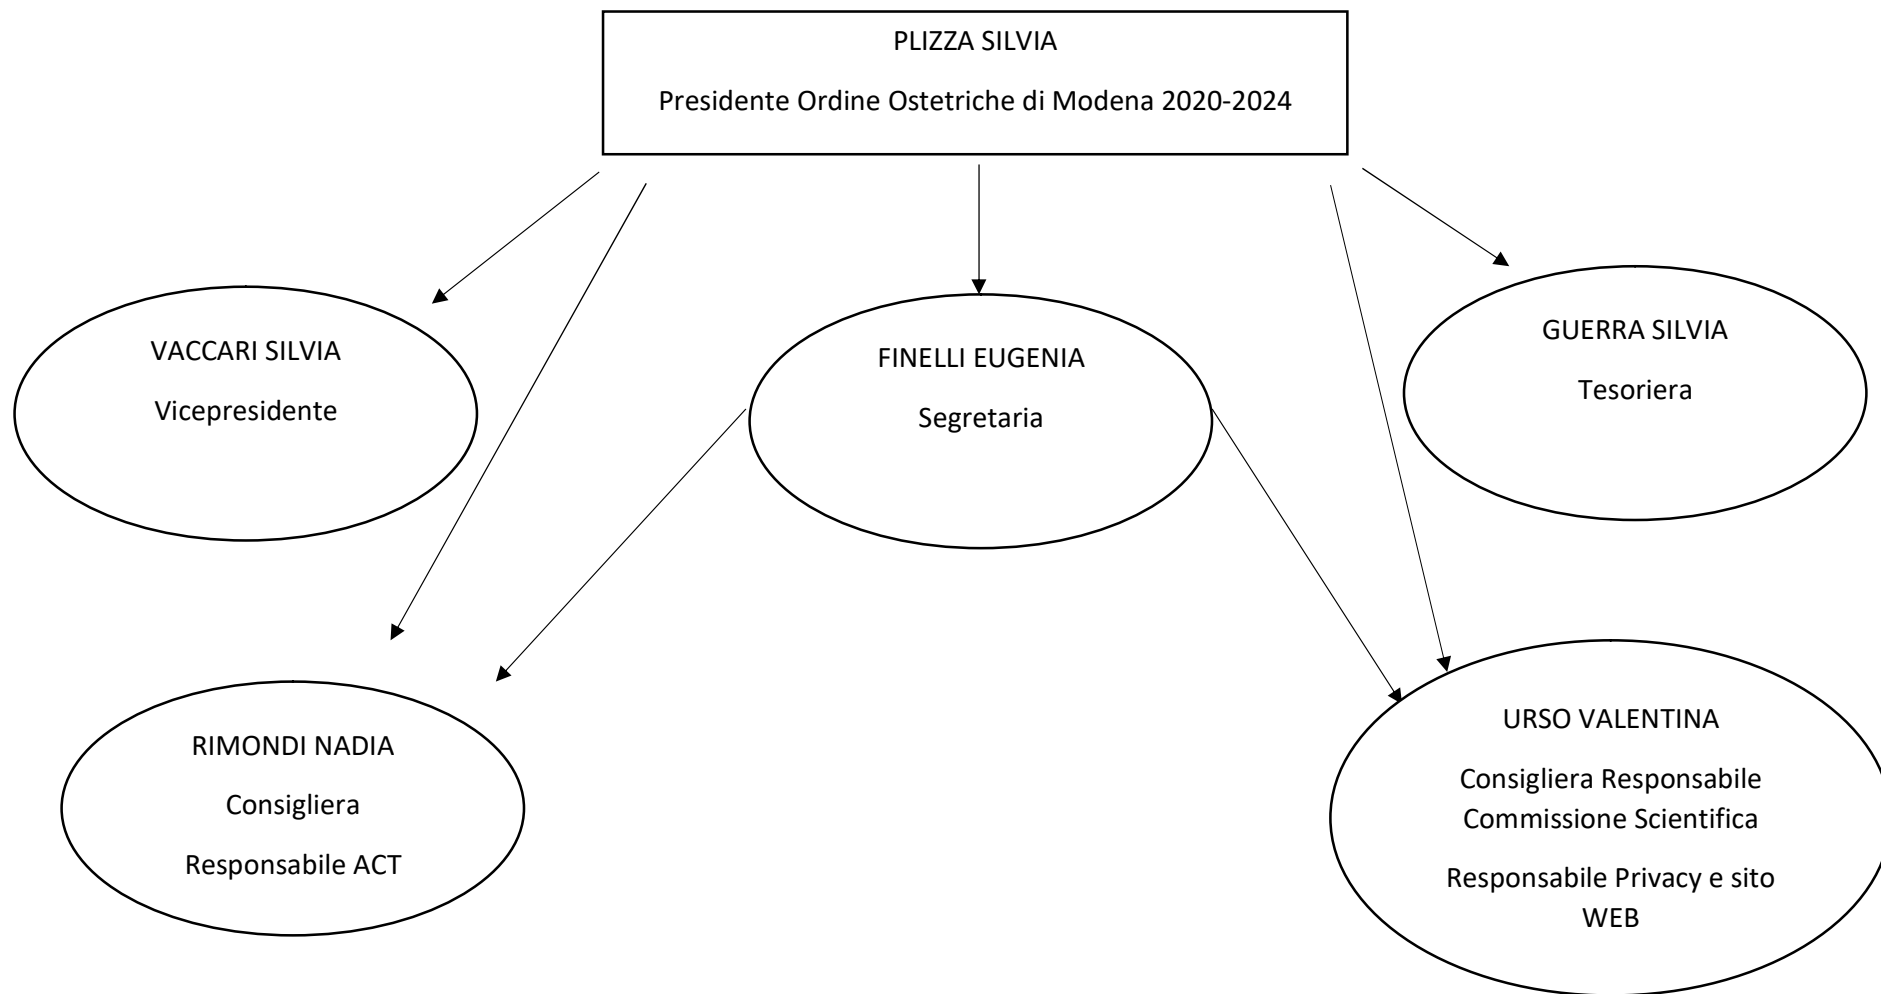 PLIZZA SILVIA
Presidente Ordine Ostetriche di Modena 2020-2024
VACCARI SILVIA
Vicepresidente
FINELLI EUGENIA
Segretaria
GUERRA SILVIA
Tesoriera
RIMONDI NADIA
Consigliera
Responsabile ACT
URSO VALENTINA
Consigliera Responsabile
Commissione Scientifica
Responsabile Privacy e sito
WEB